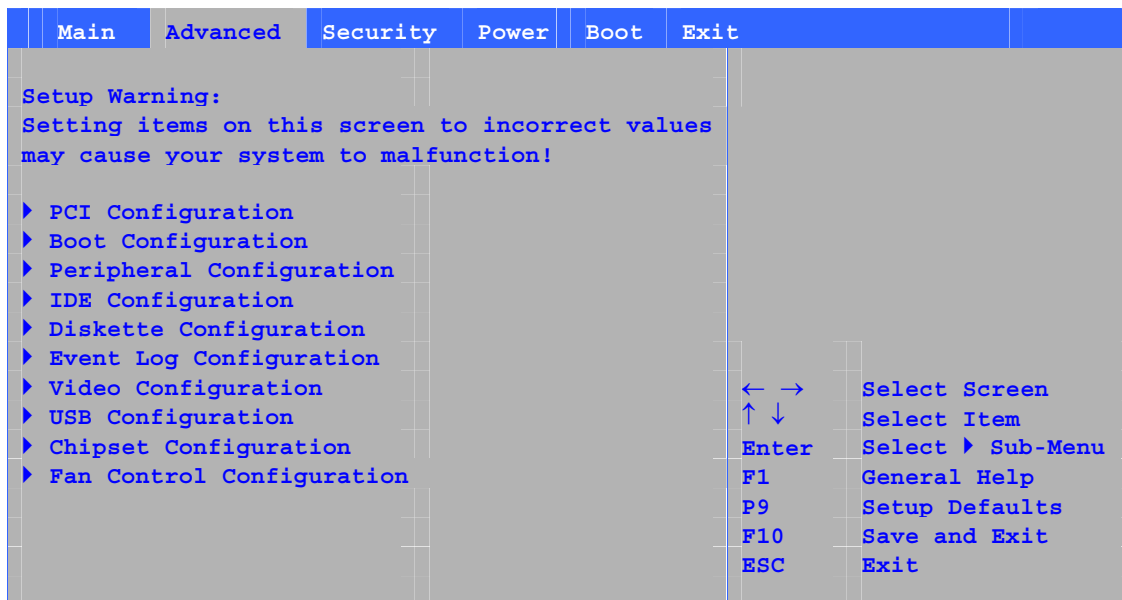 Main Advanced Security Power Boot Exit
Setup Warning:
Setting items on this screen to incorrect values
may cause your system to malfunction!
PCI Configuration
Boot Configuration
Peripheral Configuration
IDE Configuration
Diskette Configuration
Event Log Configuration
Video Configuration
USB Configuration
Chipset Configuration
Fan Control Configuration
← → Select Screen
↑ ↓ Select Item
Enter Select ▶ Sub-Menu
F1 General Help
P9 Setup Defaults
F10 Save and Exit
ESC Exit